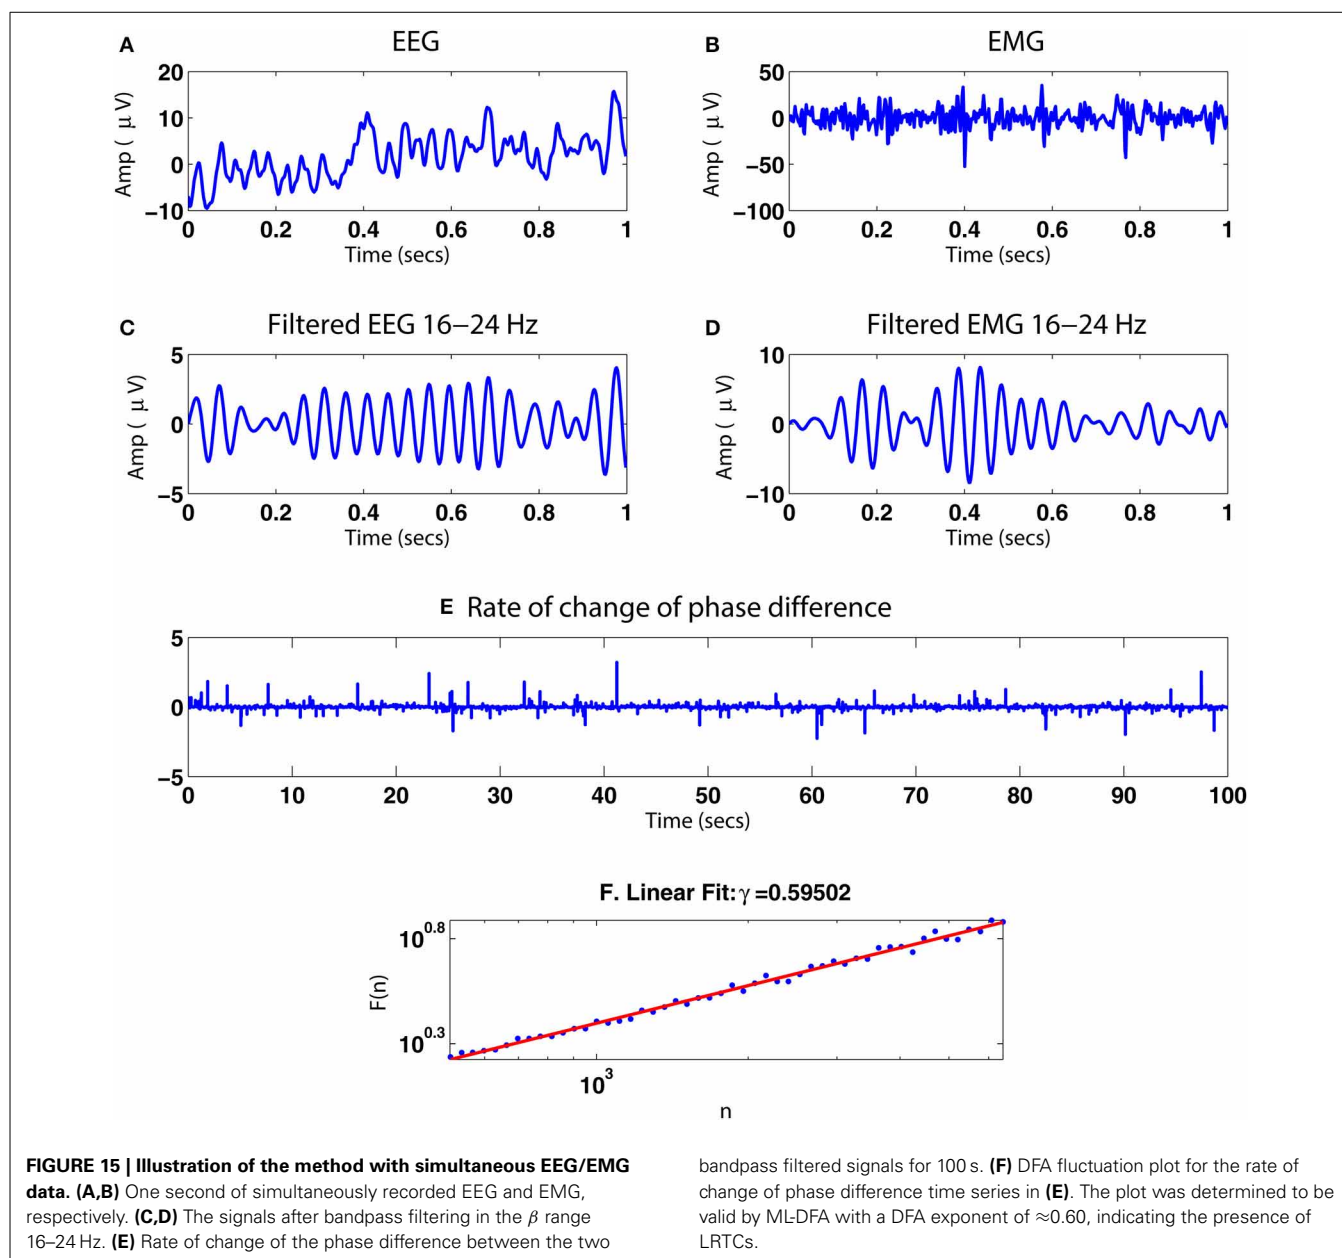 A EEG
20
10
0
−10
Amp ( μ V)
0 0.2 0.4 0.6 0.8 1
Time (secs)
B EMG
50
0
−50
−100
Amp ( μ V)
0 0.2 0.4 0.6 0.8 1
Time (secs)
C Filtered EEG 16−24 Hz
5
0
−5
Amp ( μ V)
0 0.2 0.4 0.6 0.8 1
Time (secs)
D Filtered EMG 16−24 Hz
10
0
−10
Amp ( μ V)
0 0.2 0.4 0.6 0.8 1
Time (secs)
E Rate of change of phase difference
5
0
−5
0 10 20 30 40 50 60 70 80 90 100
Time (secs)
F. Linear Fit: γ =0.59502
10^0.8
10^0.3
F(n)
10^3
n
FIGURE 15 | Illustration of the method with simultaneous EEG/EMG
data. (A,B) One second of simultaneously recorded EEG and EMG,
respectively. (C,D) The signals after bandpass filtering in the β range
16–24 Hz. (E) Rate of change of the phase difference between the two
bandpass filtered signals for 100 s. (F) DFA fluctuation plot for the rate of
change of phase difference time series in (E). The plot was determined to be
valid by ML-DFA with a DFA exponent of ≈0.60, indicating the presence of
LRTCs.